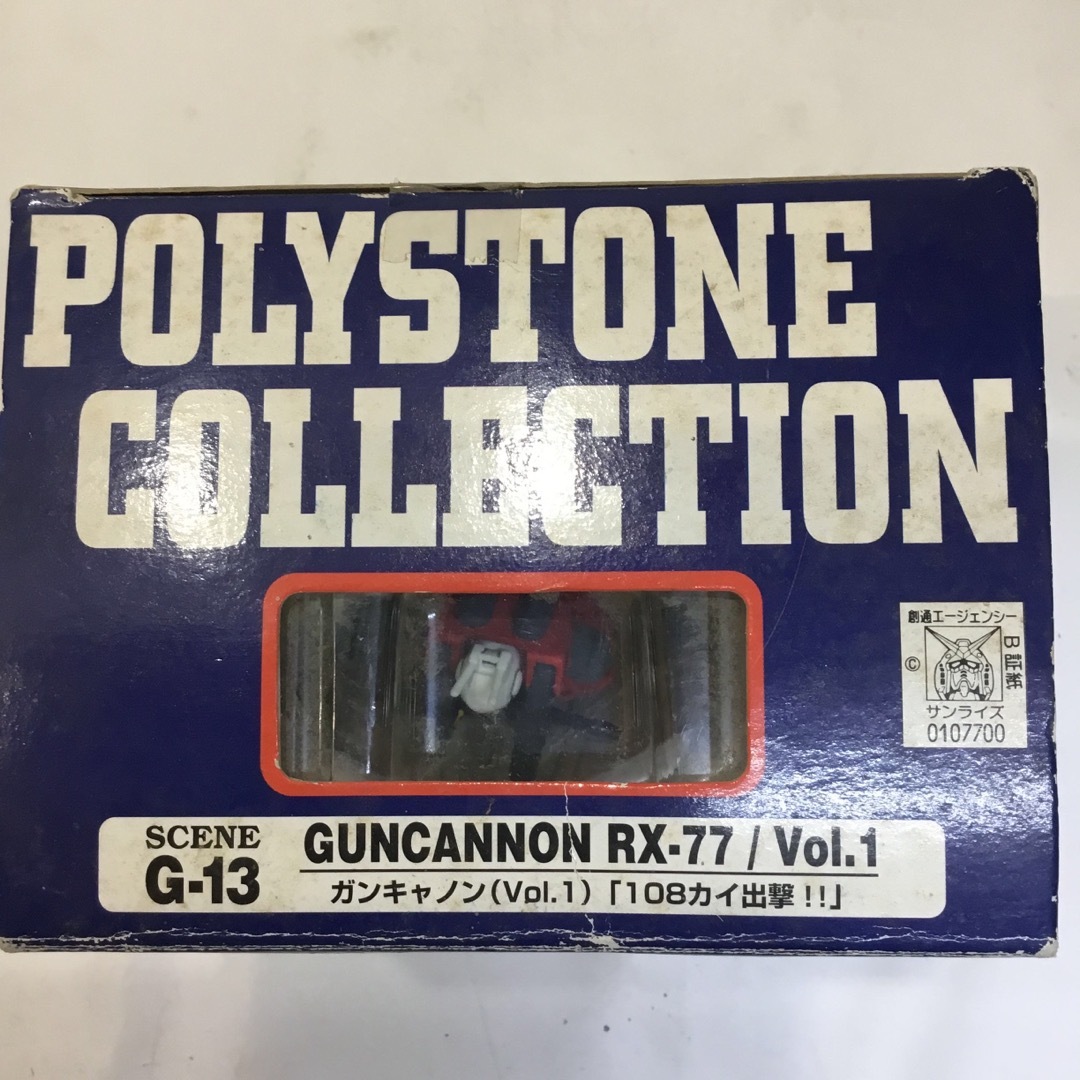 POLYSTONE
COLLECTION
創通エージェンシー
B証紙
©
サンライズ
0107700
SCENE
G-13
GUNCANNON RX-77 / Vol.1
ガンキャノン(Vol.1)「108カイ出撃!!」